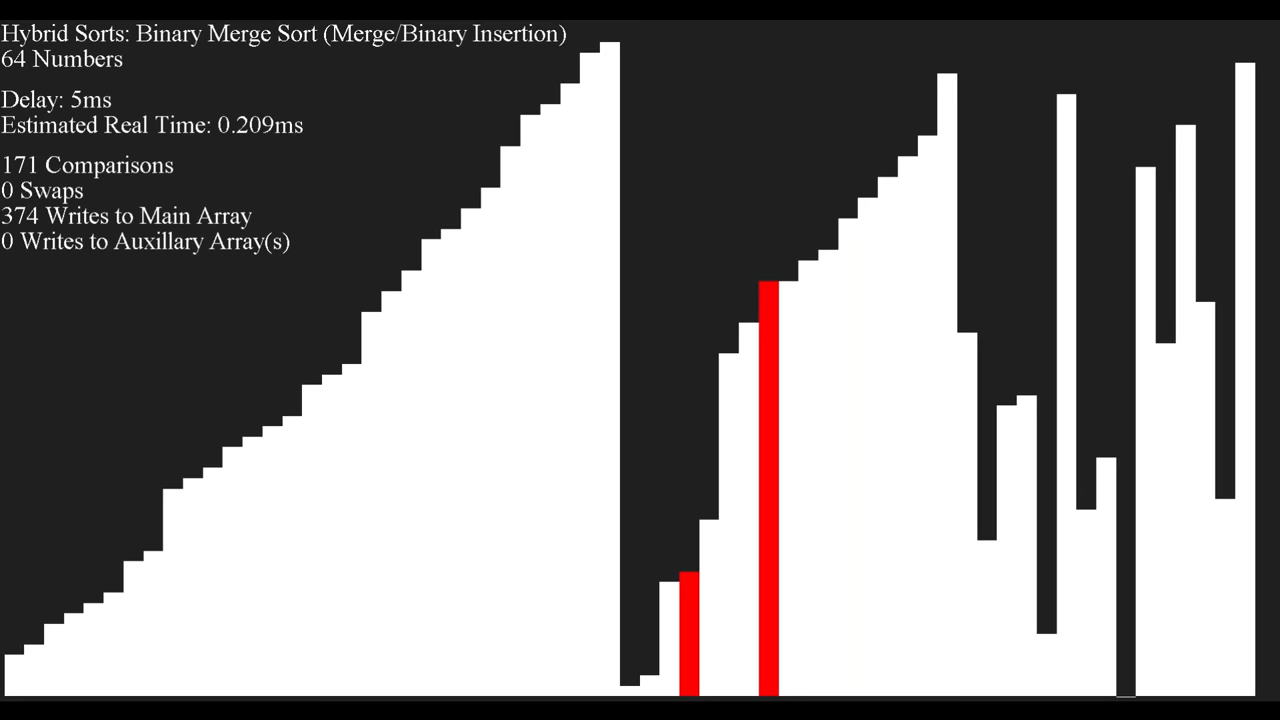 Hybrid Sorts: Binary Merge Sort (Merge/Binary Insertion)
64 Numbers
Delay: 5ms
Estimated Real Time: 0.209ms
171 Comparisons
0 Swaps
374 Writes to Main Array
0 Writes to Auxillary Array(s)